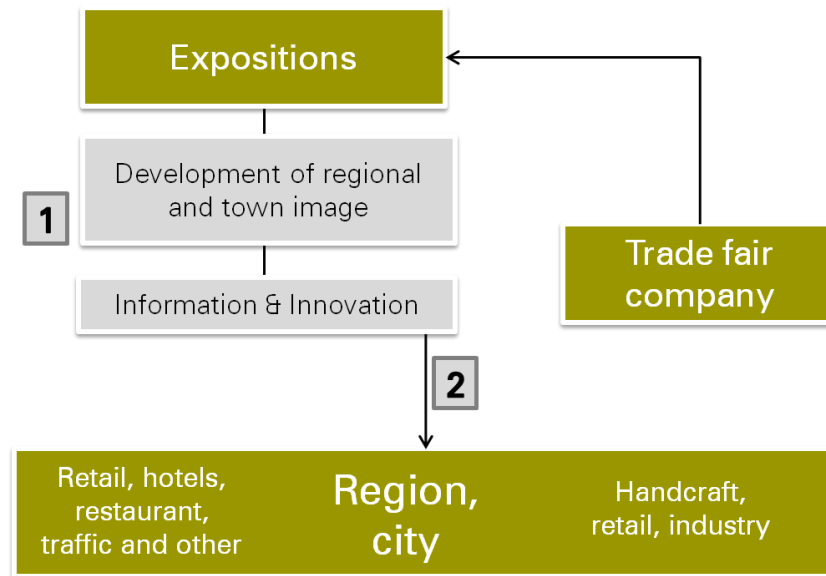 Expositions
Development of regional
and town image
1
Trade fair
company
Information & Innovation
2
Retail, hotels,
restaurant,
traffic and other
Region,
city
Handcraft,
retail, industry